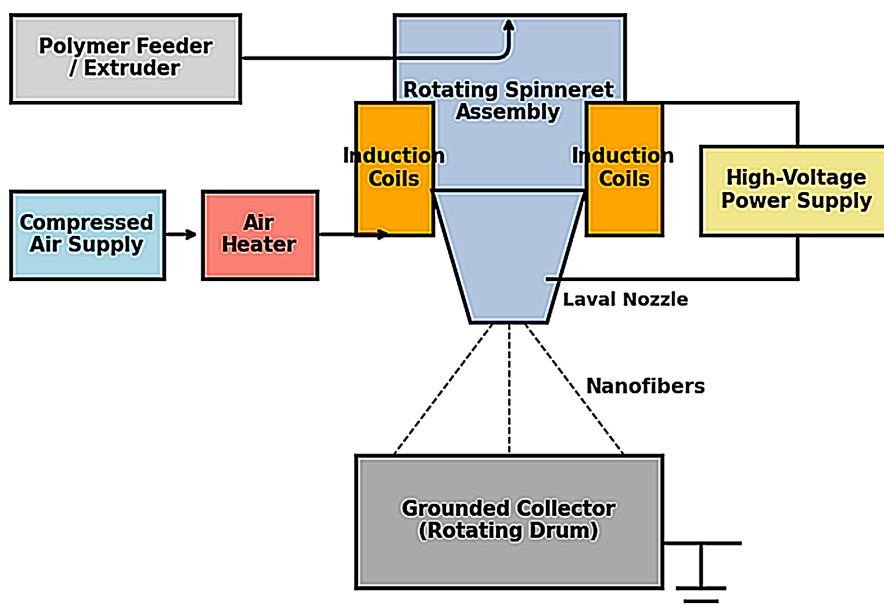 Polymer Feeder
/ Extruder
Rotating Spinneret
Assembly
Induction
Coils
Induction
Coils
High-Voltage
Power Supply
Compressed
Air Supply
Air
Heater
Laval Nozzle
Nanofibers
Grounded Collector
(Rotating Drum)